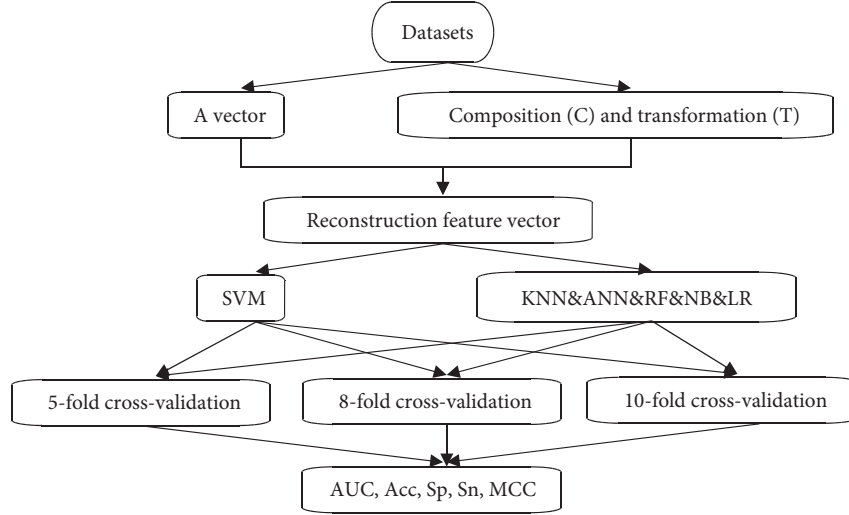 Datasets
A vector
Composition (C) and transformation (T)
Reconstruction feature vector
SVM
KNN&ANN&RF&NB&LR
5-fold cross-validation
8-fold cross-validation
10-fold cross-validation
AUC, Acc, Sp, Sn, MCC